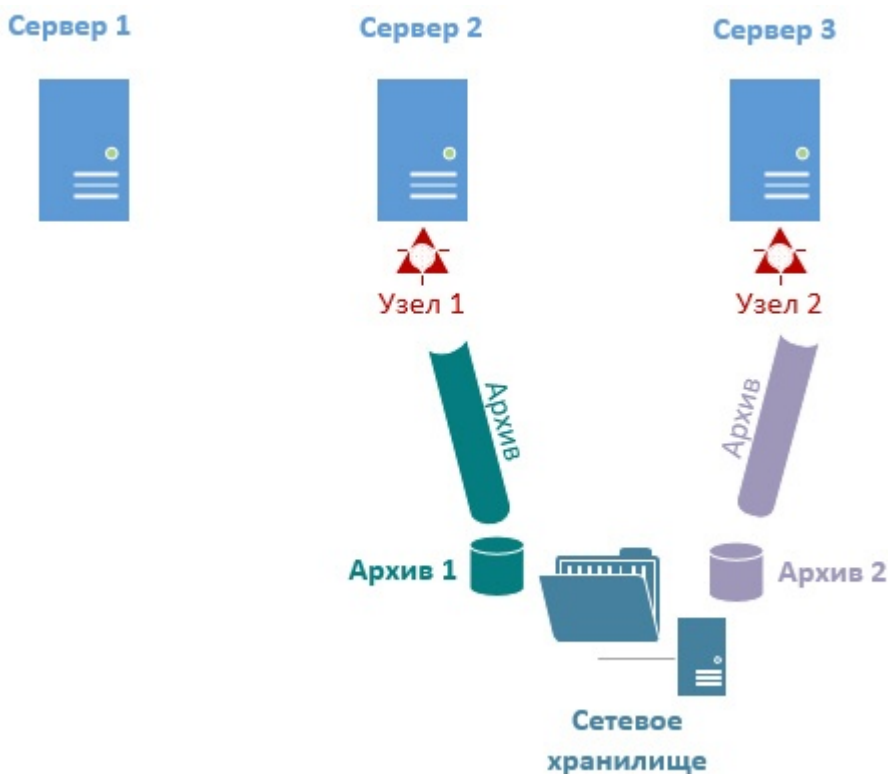 Сервер 1
Сервер 2
Сервер 3
Узел 1
Узел 2
Архив
Архив
Архив 1
Архив 2
Сетевое
хранилище